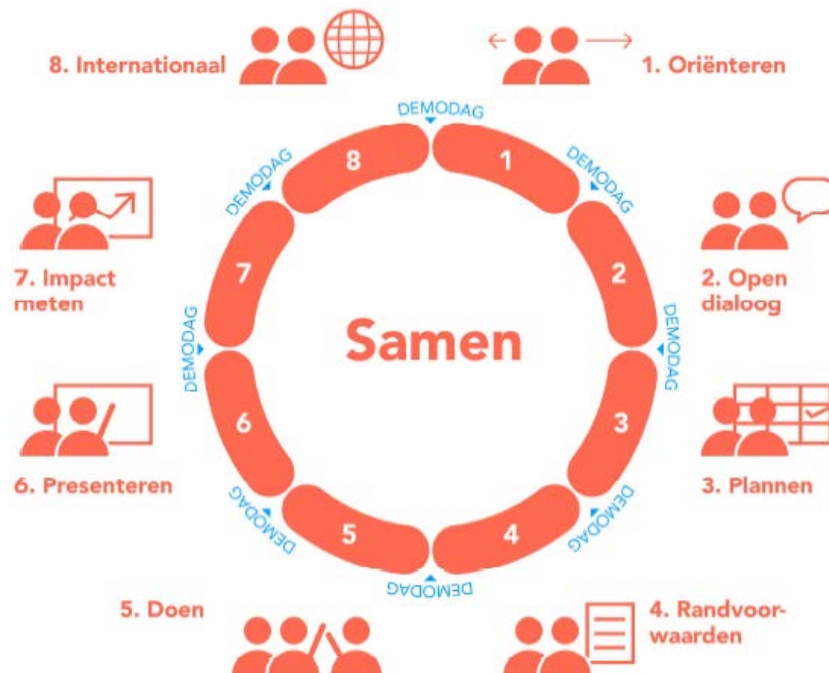 8. Internationaal
1. Oriënteren
DEMODAG
8
1
DEMODAG
DEMODAG
7. Impact
meten
7
2
2. Open
dialoog
Samen
DEMODAG
DEMODAG
6. Presenteren
6
3
3. Plannen
DEMODAG
DEMODAG
5
4
DEMODAG
5. Doen
4. Randvoor-
waarden